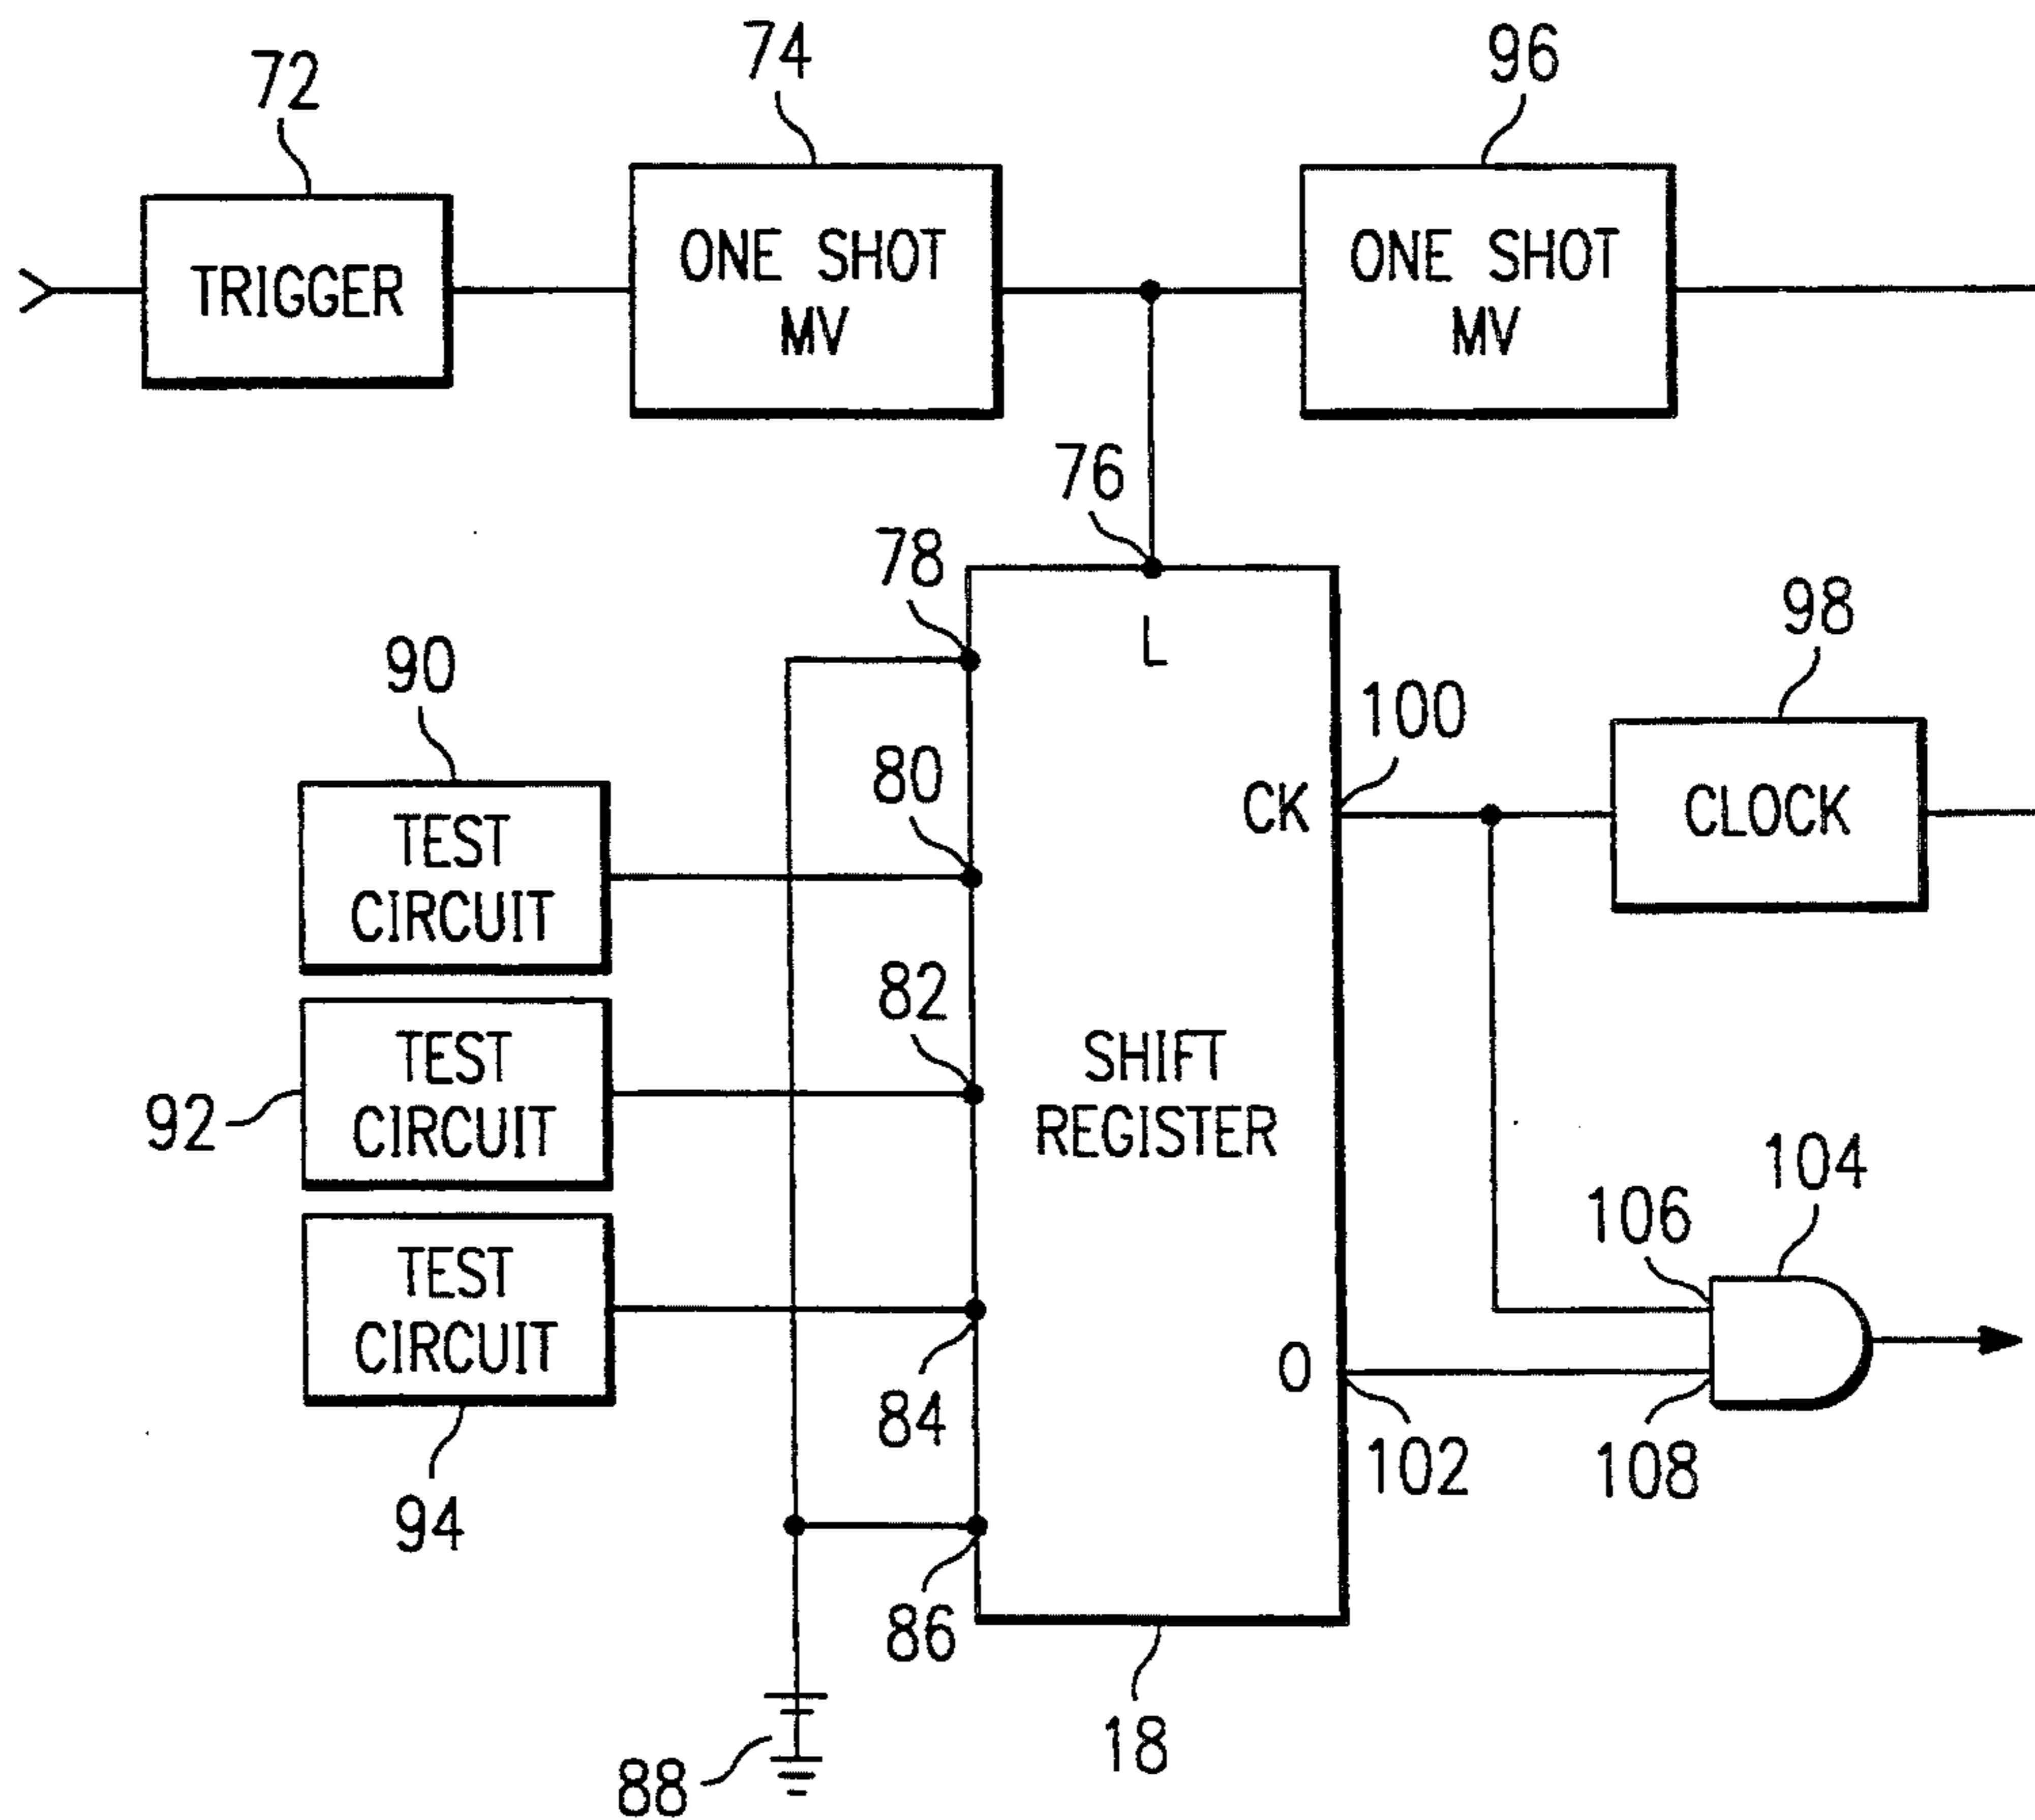 72
74
96
TRIGGER
ONE SHOT
MV
ONE SHOT
MV
76
78
L
98
90
100
80
CK
CLOCK
TEST
CIRCUIT
82
TEST
CIRCUIT
92
SHIFT
REGISTER
104
106
TEST
CIRCUIT
O
84
102
108
94
86
18
88